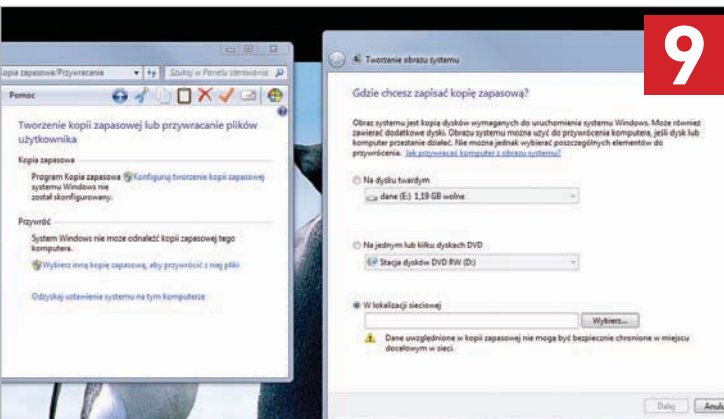 9
opia zapasowa/Przywracanie
Szukaj w Panelu sterowania
Pomoc
Tworzenie kopii zapasowej lub przywracanie plików
użytkownika
Kopia zapasowa
Program Kopia zapasowa
systemu Windows nie
został skonfigurowany.
Konfiguruj tworzenie kopii zapasowej
Przywróć
System Windows nie może odnaleźć kopii zapasowej tego
komputera.
Wybierz inną kopię zapasową, aby przywrócić z niej pliki
Odzyskaj ustawienia systemu na tym komputerze
Tworzenie obrazu systemu
Gdzie chcesz zapisać kopię zapasową?
Obraz systemu jest kopią dysków wymaganych do uruchomienia systemu Windows. Może również
zawierać dodatkowe dyski. Obrazu systemu można użyć do przywrócenia komputera, jeśli dysk lub
komputer przestanie działać. Nie można jednak wybierać poszczególnych elementów do
przywrócenia. Jak przywracać komputer z obrazu systemu?
Na dysku twardym
dane (E:) 1,19 GB wolne
Na jednym lub kilku dyskach DVD
Stacja dysków DVD RW (D:)
W lokalizacji sieciowej
Wybierz...
Dane uwzględnione w kopii zapasowej nie mogą być bezpiecznie chronione w miejscu
docelowym w sieci.
Dalej
Anuluj